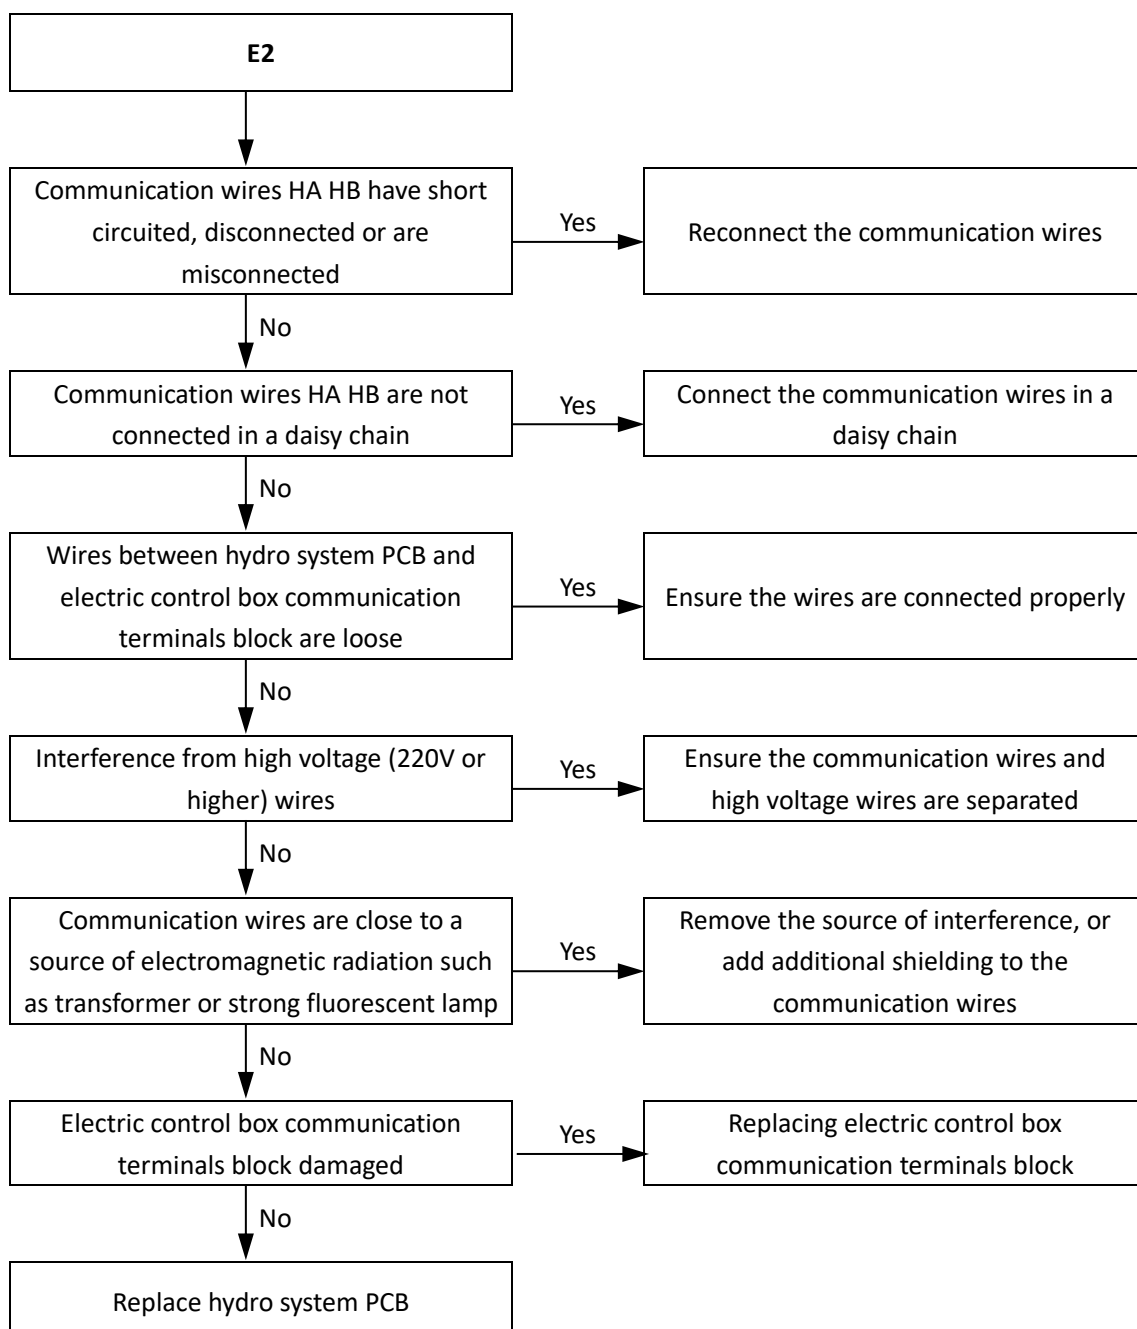 E2
Communication wires HA HB have short
circuited, disconnected or are
misconnected
Yes
Reconnect the communication wires
No
Communication wires HA HB are not
connected in a daisy chain
Yes
Connect the communication wires in a
daisy chain
No
Wires between hydro system PCB and
electric control box communication
terminals block are loose
Yes
Ensure the wires are connected properly
No
Interference from high voltage (220V or
higher) wires
Yes
Ensure the communication wires and
high voltage wires are separated
No
Communication wires are close to a
source of electromagnetic radiation such
as transformer or strong fluorescent lamp
Yes
Remove the source of interference, or
add additional shielding to the
communication wires
No
Electric control box communication
terminals block damaged
Yes
Replacing electric control box
communication terminals block
No
Replace hydro system PCB